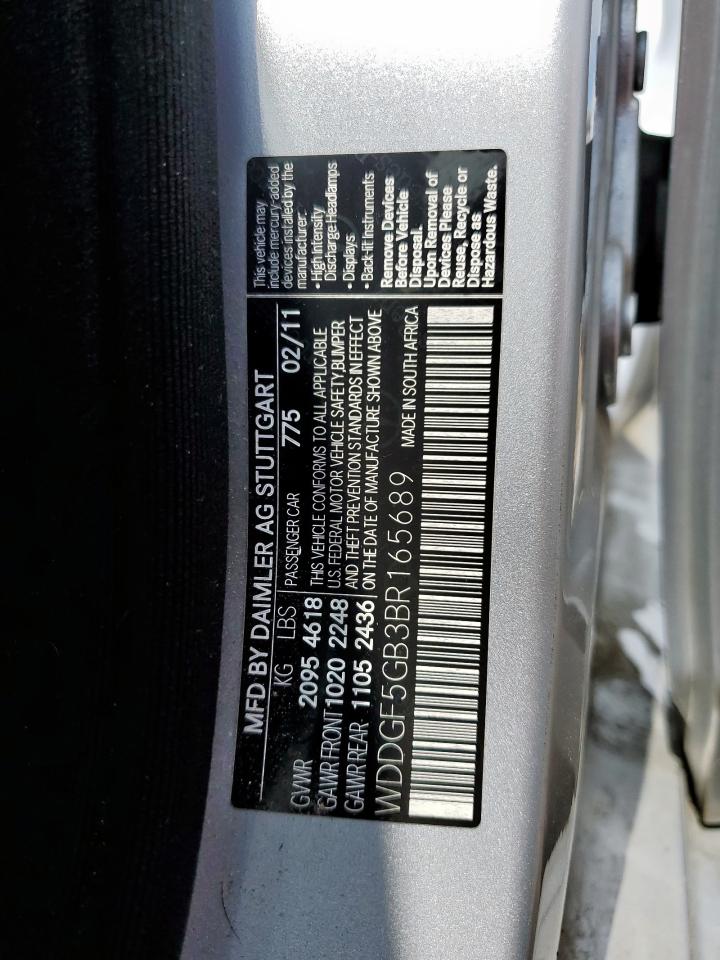 MFD BY DAIMLER AG STUTTGART
KG LBS PASSENGER CAR 775 02/11
GVWR 2095 4618
GAWR FRONT 1020 2248
GAWR REAR 1105 2436
THIS VEHICLE CONFORMS TO ALL APPLICABLE
U.S. FEDERAL MOTOR VEHICLE SAFETY,BUMPER
AND THEFT PREVENTION STANDARDS IN EFFECT
ON THE DATE OF MANUFACTURE SHOWN ABOVE
WDDGF5GB3BR165689 MADE IN SOUTH AFRICA
This vehicle may
include mercury-added
devices installed by the
manufacturer:
• High Intensity
Discharge Headlamps
• Displays
• Back-lit Instruments
Remove Devices
Before Vehicle
Disposal.
Upon Removal of
Devices Please
Reuse, Recycle or
Dispose as
Hazardous Waste.